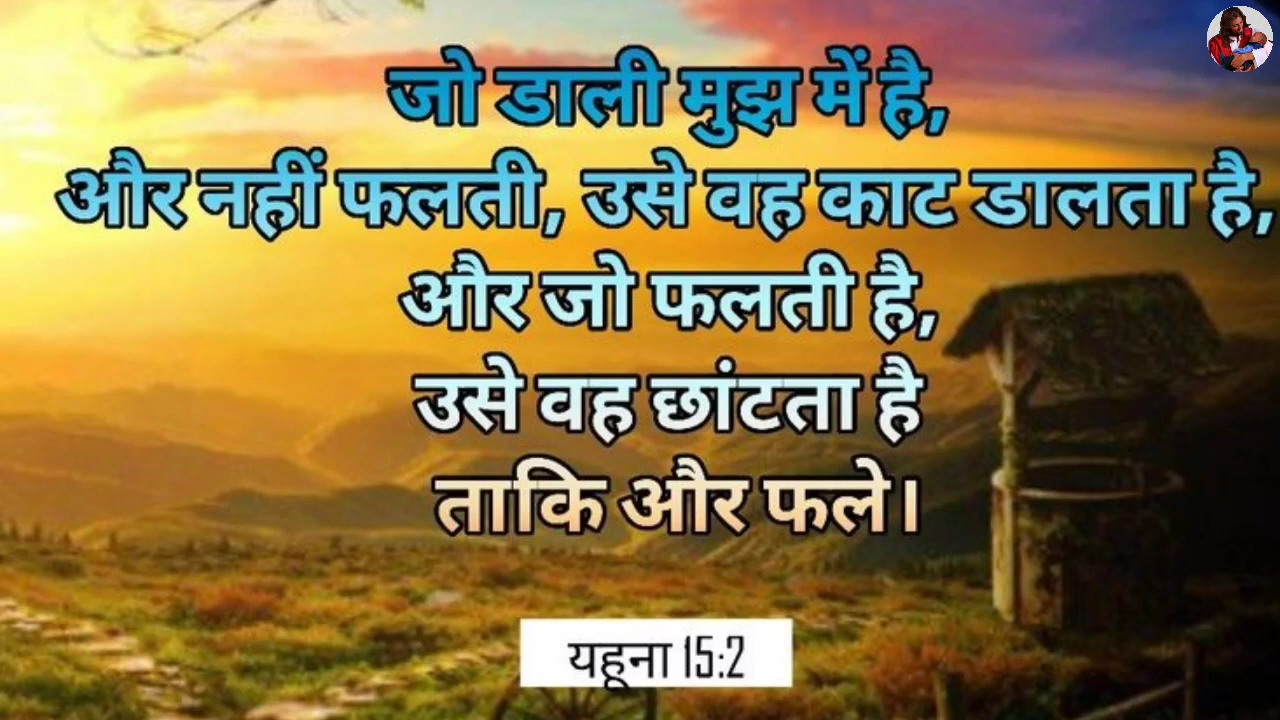 जो डाली मुझ में है,
और नहीं फलती, उसे वह काट डालता है,
और जो फलती है,
उसे वह छांटता है
ताकि और फले।
यहूना 15:2